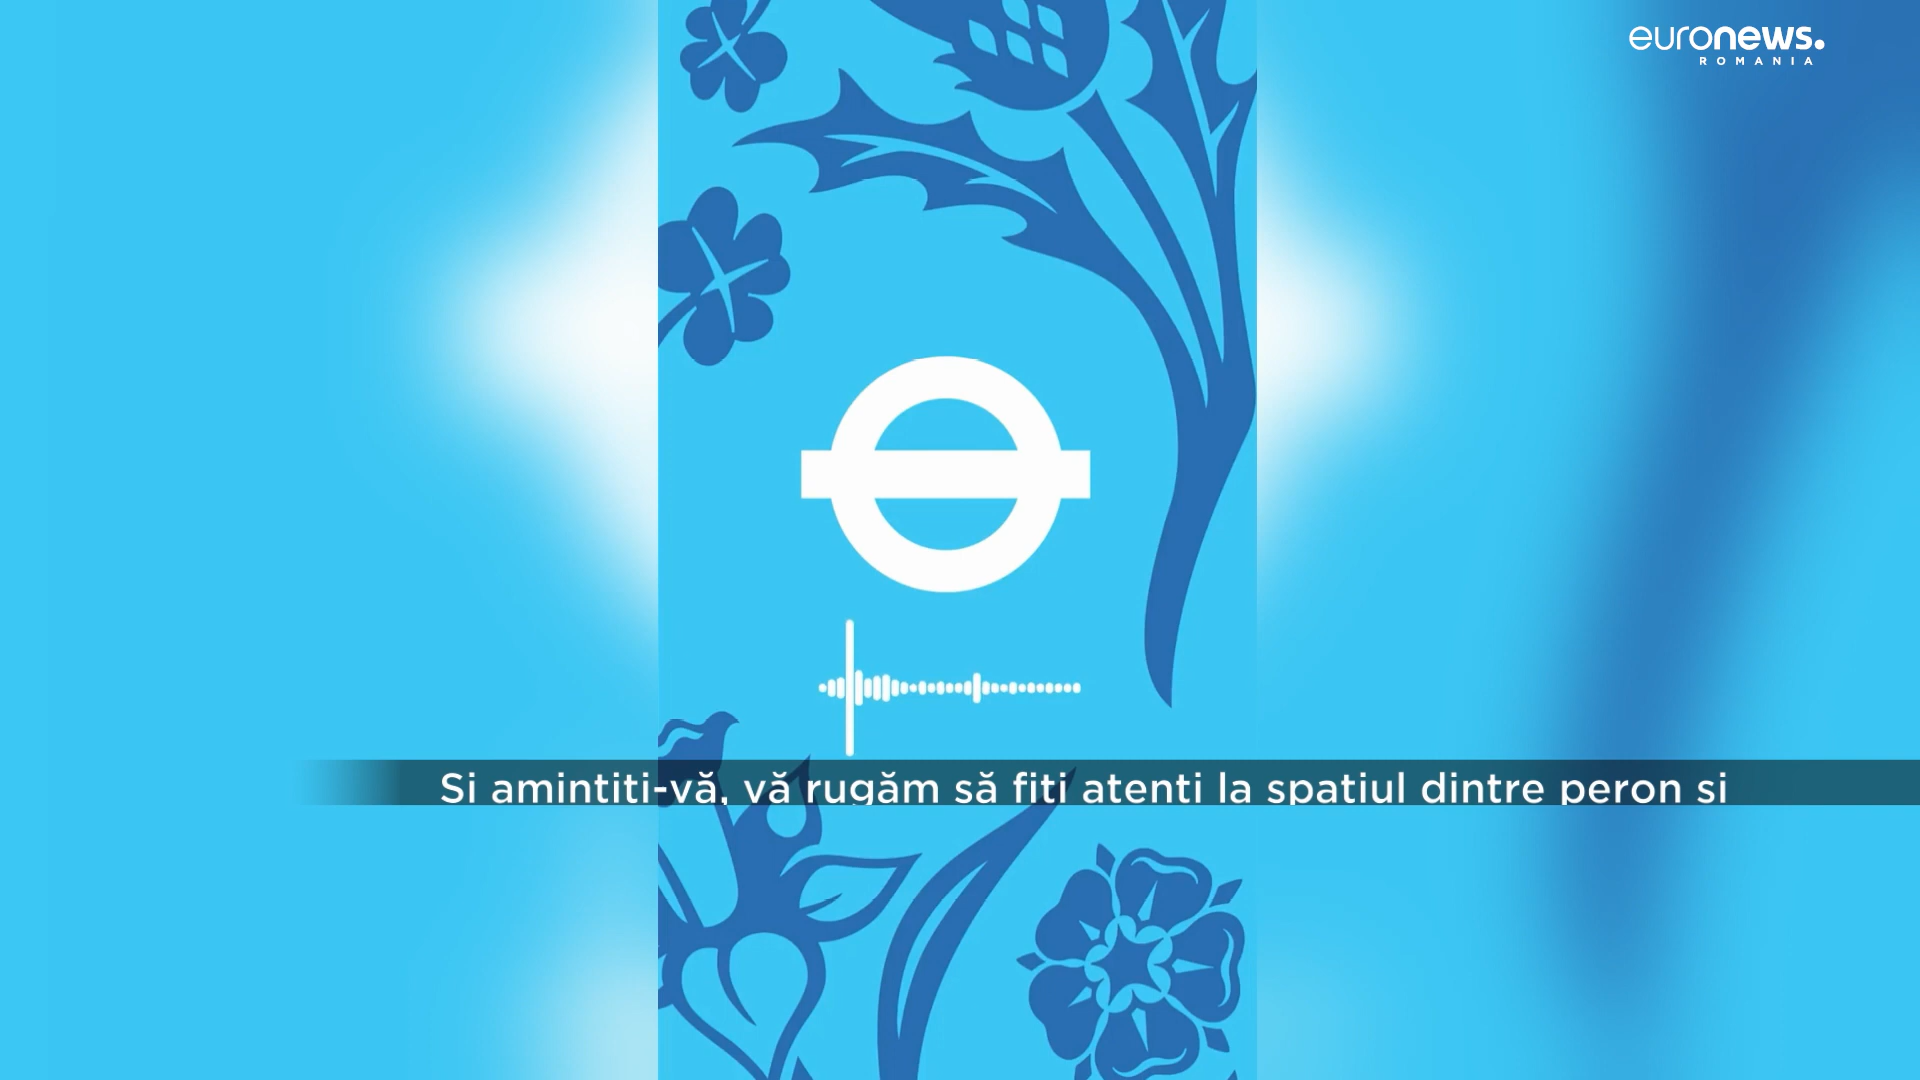 euronews.
ROMANIA
Si amintiti-vă, vă rugăm să fiti atenti la spatiul dintre peron si